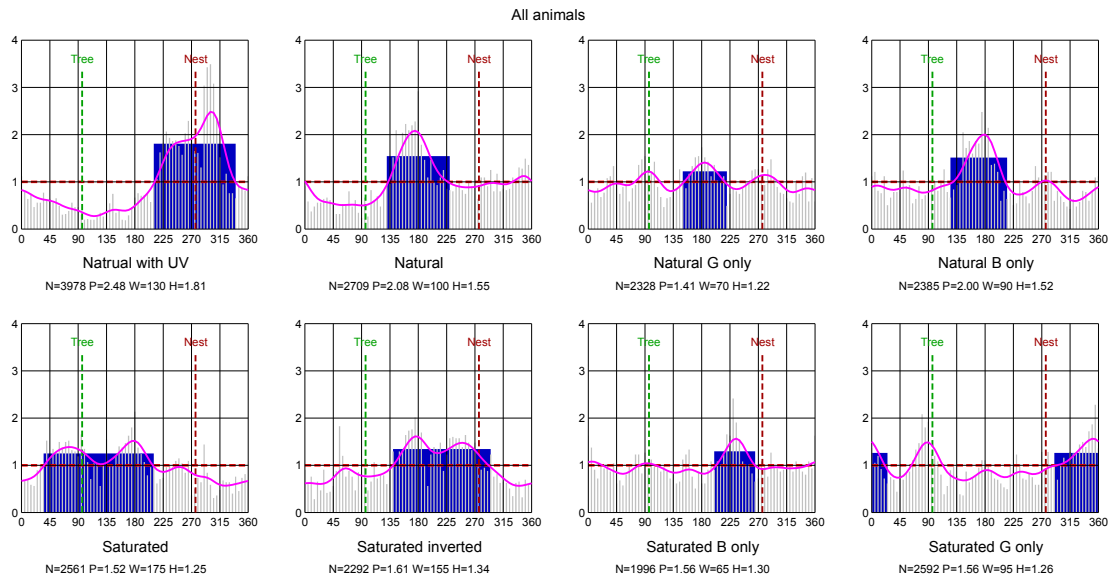 All animals
4 4 4 4
Tree Nest Tree Nest Tree Nest Tree Nest
3 3 3 3
2 2 2 2
1 1 1 1
0 0 0 0
0 45 90 135 180 225 270 315 360 0 45 90 135 180 225 270 315 360 0 45 90 135 180 225 270 315 360 0 45 90 135 180 225 270 315 360
Natrual with UV Natural Natural G only Natural B only
N=3978 P=2.48 W=130 H=1.81 N=2709 P=2.08 W=100 H=1.55 N=2328 P=1.41 W=70 H=1.22 N=2385 P=2.00 W=90 H=1.52
4 4 4 4
Tree Nest Tree Nest Tree Nest Tree Nest
3 3 3 3
2 2 2 2
1 1 1 1
0 0 0 0
0 45 90 135 180 225 270 315 360 0 45 90 135 180 225 270 315 360 0 45 90 135 180 225 270 315 360 0 45 90 135 180 225 270 315 360
Saturated Saturated inverted Saturated B only Saturated G only
N=2561 P=1.52 W=175 H=1.25 N=2292 P=1.61 W=155 H=1.34 N=1996 P=1.56 W=65 H=1.30 N=2592 P=1.56 W=95 H=1.26